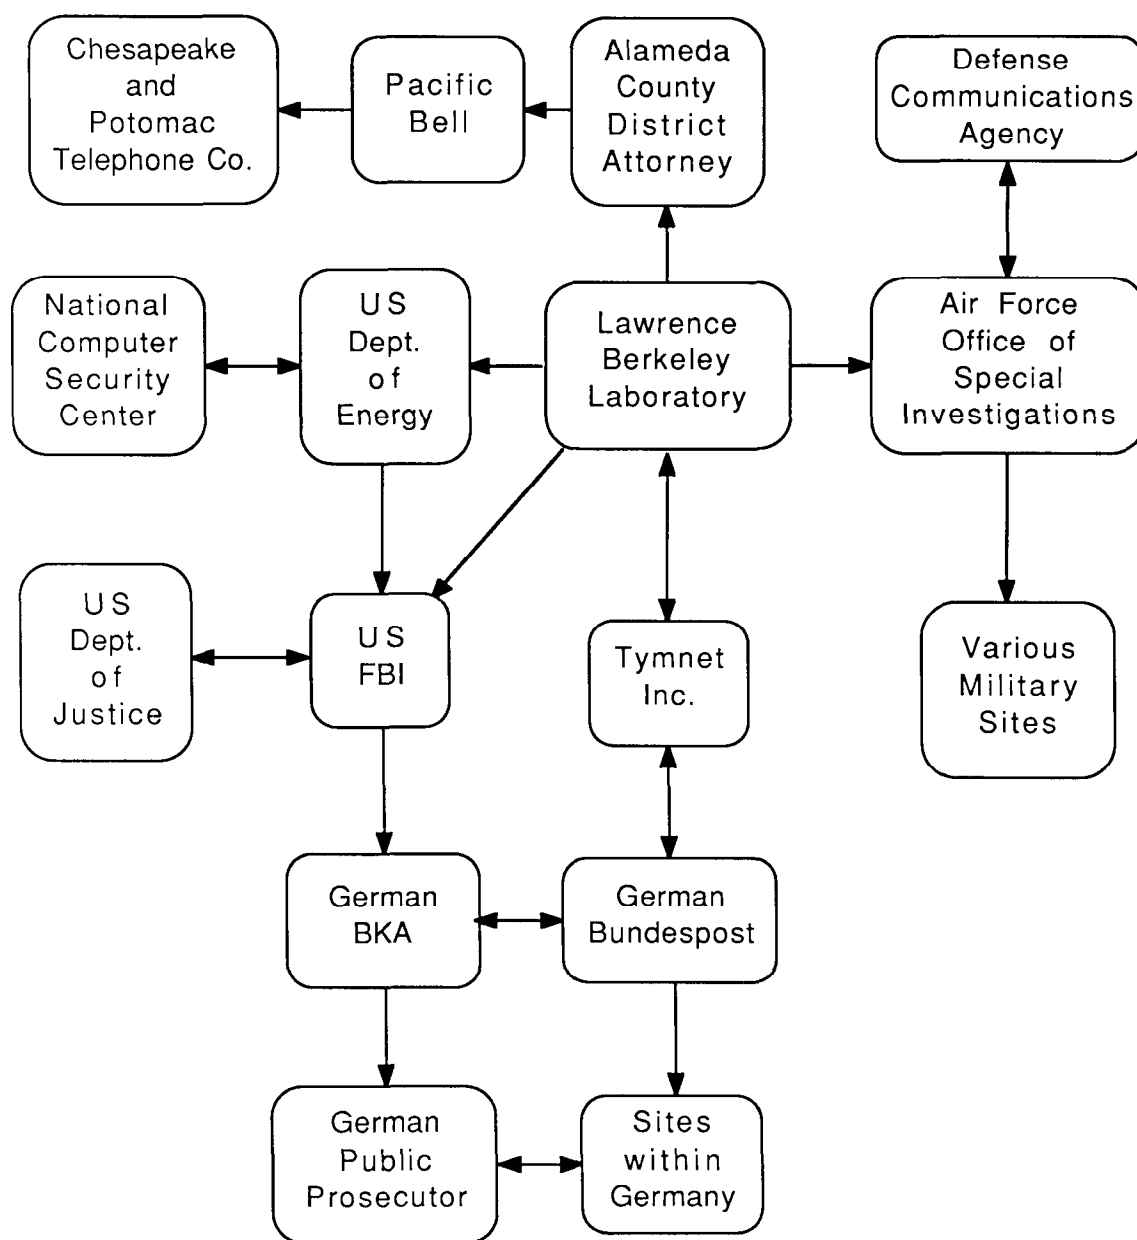 Chesapeake
and
Potomac
Telephone Co.
Pacific
Bell
Alameda
County
District
Attorney
Defense
Communications
Agency
National
Computer
Security
Center
US
Dept.
of
Energy
Lawrence
Berkeley
Laboratory
Air Force
Office of
Special
Investigations
US
Dept.
of
Justice
US
FBI
Tymnet
Inc.
Various
Military
Sites
German
BKA
German
Bundespost
German
Public
Prosecutor
Sites
within
Germany